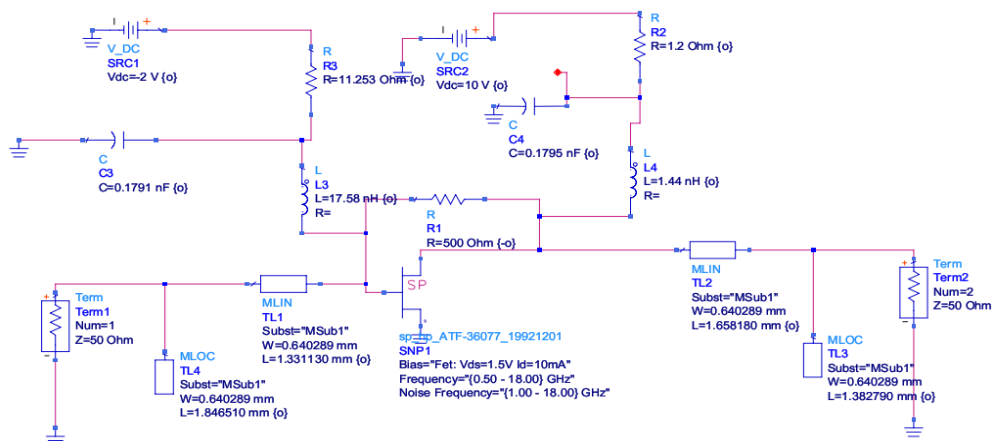 V_DC
SRC1
Vdc=-2 V {o}
R
R3
R=11.253 Ohm {o}
V_DC
SRC2
Vdc=10 V {o}
R
R2
R=1.2 Ohm {o}
C
C3
C=0.1791 nF {o}
L
L3
L=17.58 nH {o}
R=
C
C4
C=0.1795 nF {o}
L
L4
L=1.44 nH {o}
R=
R
R1
R=500 Ohm {-o}
SP
Term
Term1
Num=1
Z=50 Ohm
MLIN
TL1
Subst="MSub1"
W=0.640289 mm
L=1.331130 mm {o}
MLOC
TL4
Subst="MSub1"
W=0.640289 mm
L=1.846510 mm {o}
sp_hp_ATF-36077_19921201
SNP1
Bias="Fet: Vds=1.5V Id=10mA"
Frequency="{0.50 - 18.00} GHz"
Noise Frequency="{1.00 - 18.00} GHz"
MLIN
TL2
Subst="MSub1"
W=0.640289 mm
L=1.658180 mm {o}
MLOC
TL3
Subst="MSub1"
W=0.640289 mm
L=1.382790 mm {o}
Term
Term2
Num=2
Z=50 Ohm